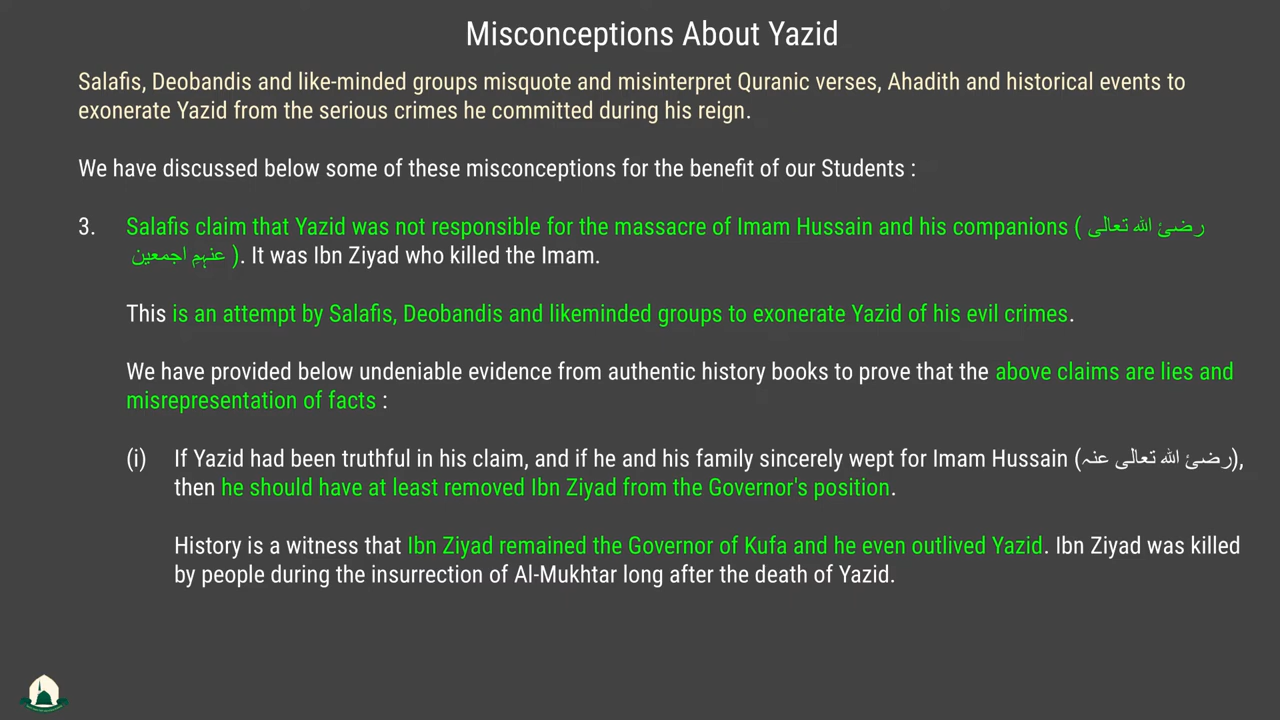 Misconceptions About Yazid
Salafis, Deobandis and like-minded groups misquote and misinterpret Quranic verses, Ahadith and historical events to
exonerate Yazid from the serious crimes he committed during his reign.
We have discussed below some of these misconceptions for the benefit of our Students :
3. Salafis claim that Yazid was not responsible for the massacre of Imam Hussain and his companions ( رضئ الله تعالى
عنہم اجمعین ). It was Ibn Ziyad who killed the Imam.
This is an attempt by Salafis, Deobandis and likeminded groups to exonerate Yazid of his evil crimes.
We have provided below undeniable evidence from authentic history books to prove that the above claims are lies and
misrepresentation of facts :
(i) If Yazid had been truthful in his claim, and if he and his family sincerely wept for Imam Hussain (رضئ الله تعالى عنہ),
then he should have at least removed Ibn Ziyad from the Governor's position.
History is a witness that Ibn Ziyad remained the Governor of Kufa and he even outlived Yazid. Ibn Ziyad was killed
by people during the insurrection of Al-Mukhtar long after the death of Yazid.